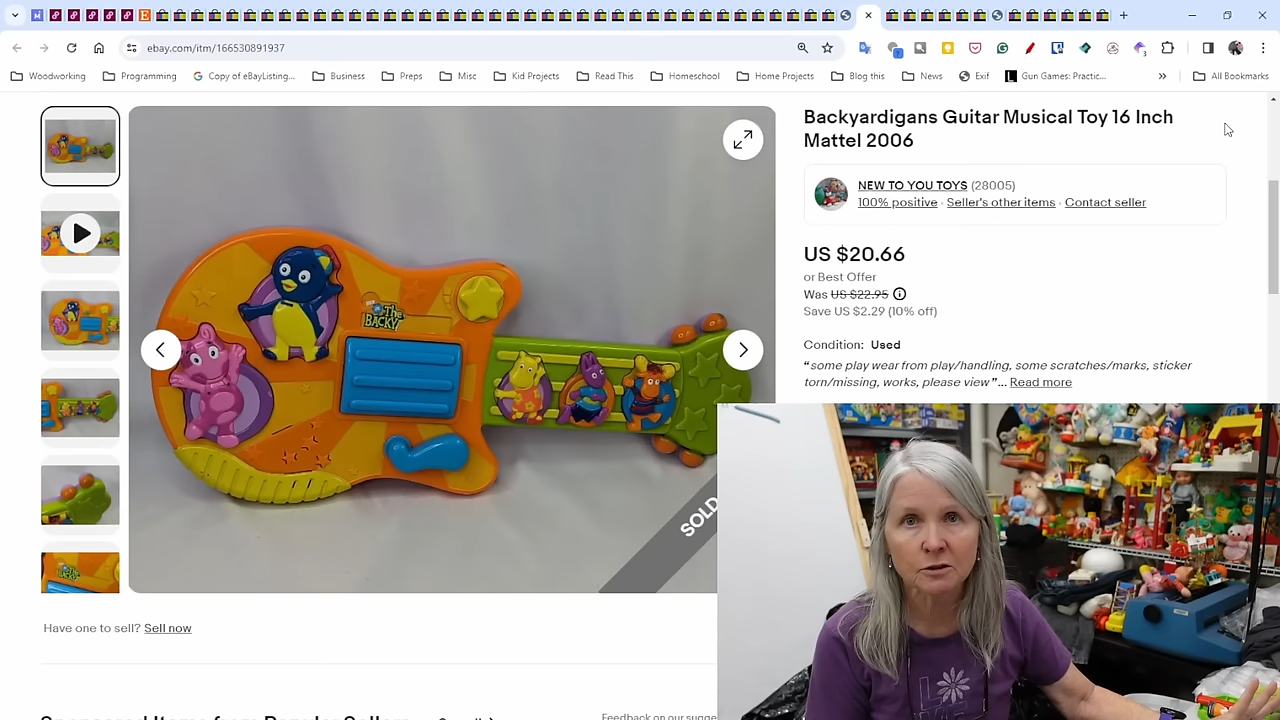 ebay.com/itm/166530891937
Woodworking
Programming
Copy of eBayListing...
Business
Preps
Misc
Kid Projects
Read This
Homeschool
Home Projects
Blog this
News
Exif
Gun Games: Practic...
All Bookmarks
Backyardigans Guitar Musical Toy 16 Inch
Mattel 2006
NEW TO YOU TOYS (28005)
100% positive · Seller's other items · Contact seller
US $20.66
or Best Offer
Was US $22.95
Save US $2.29 (10% off)
Condition: Used
“some play wear from play/handling, some scratches/marks, sticker
torn/missing, works, please view”... Read more
The
BACKY
SOLD
Have one to sell? Sell now
Sponsored Items from Popular Sellers
Feedback on our sugge